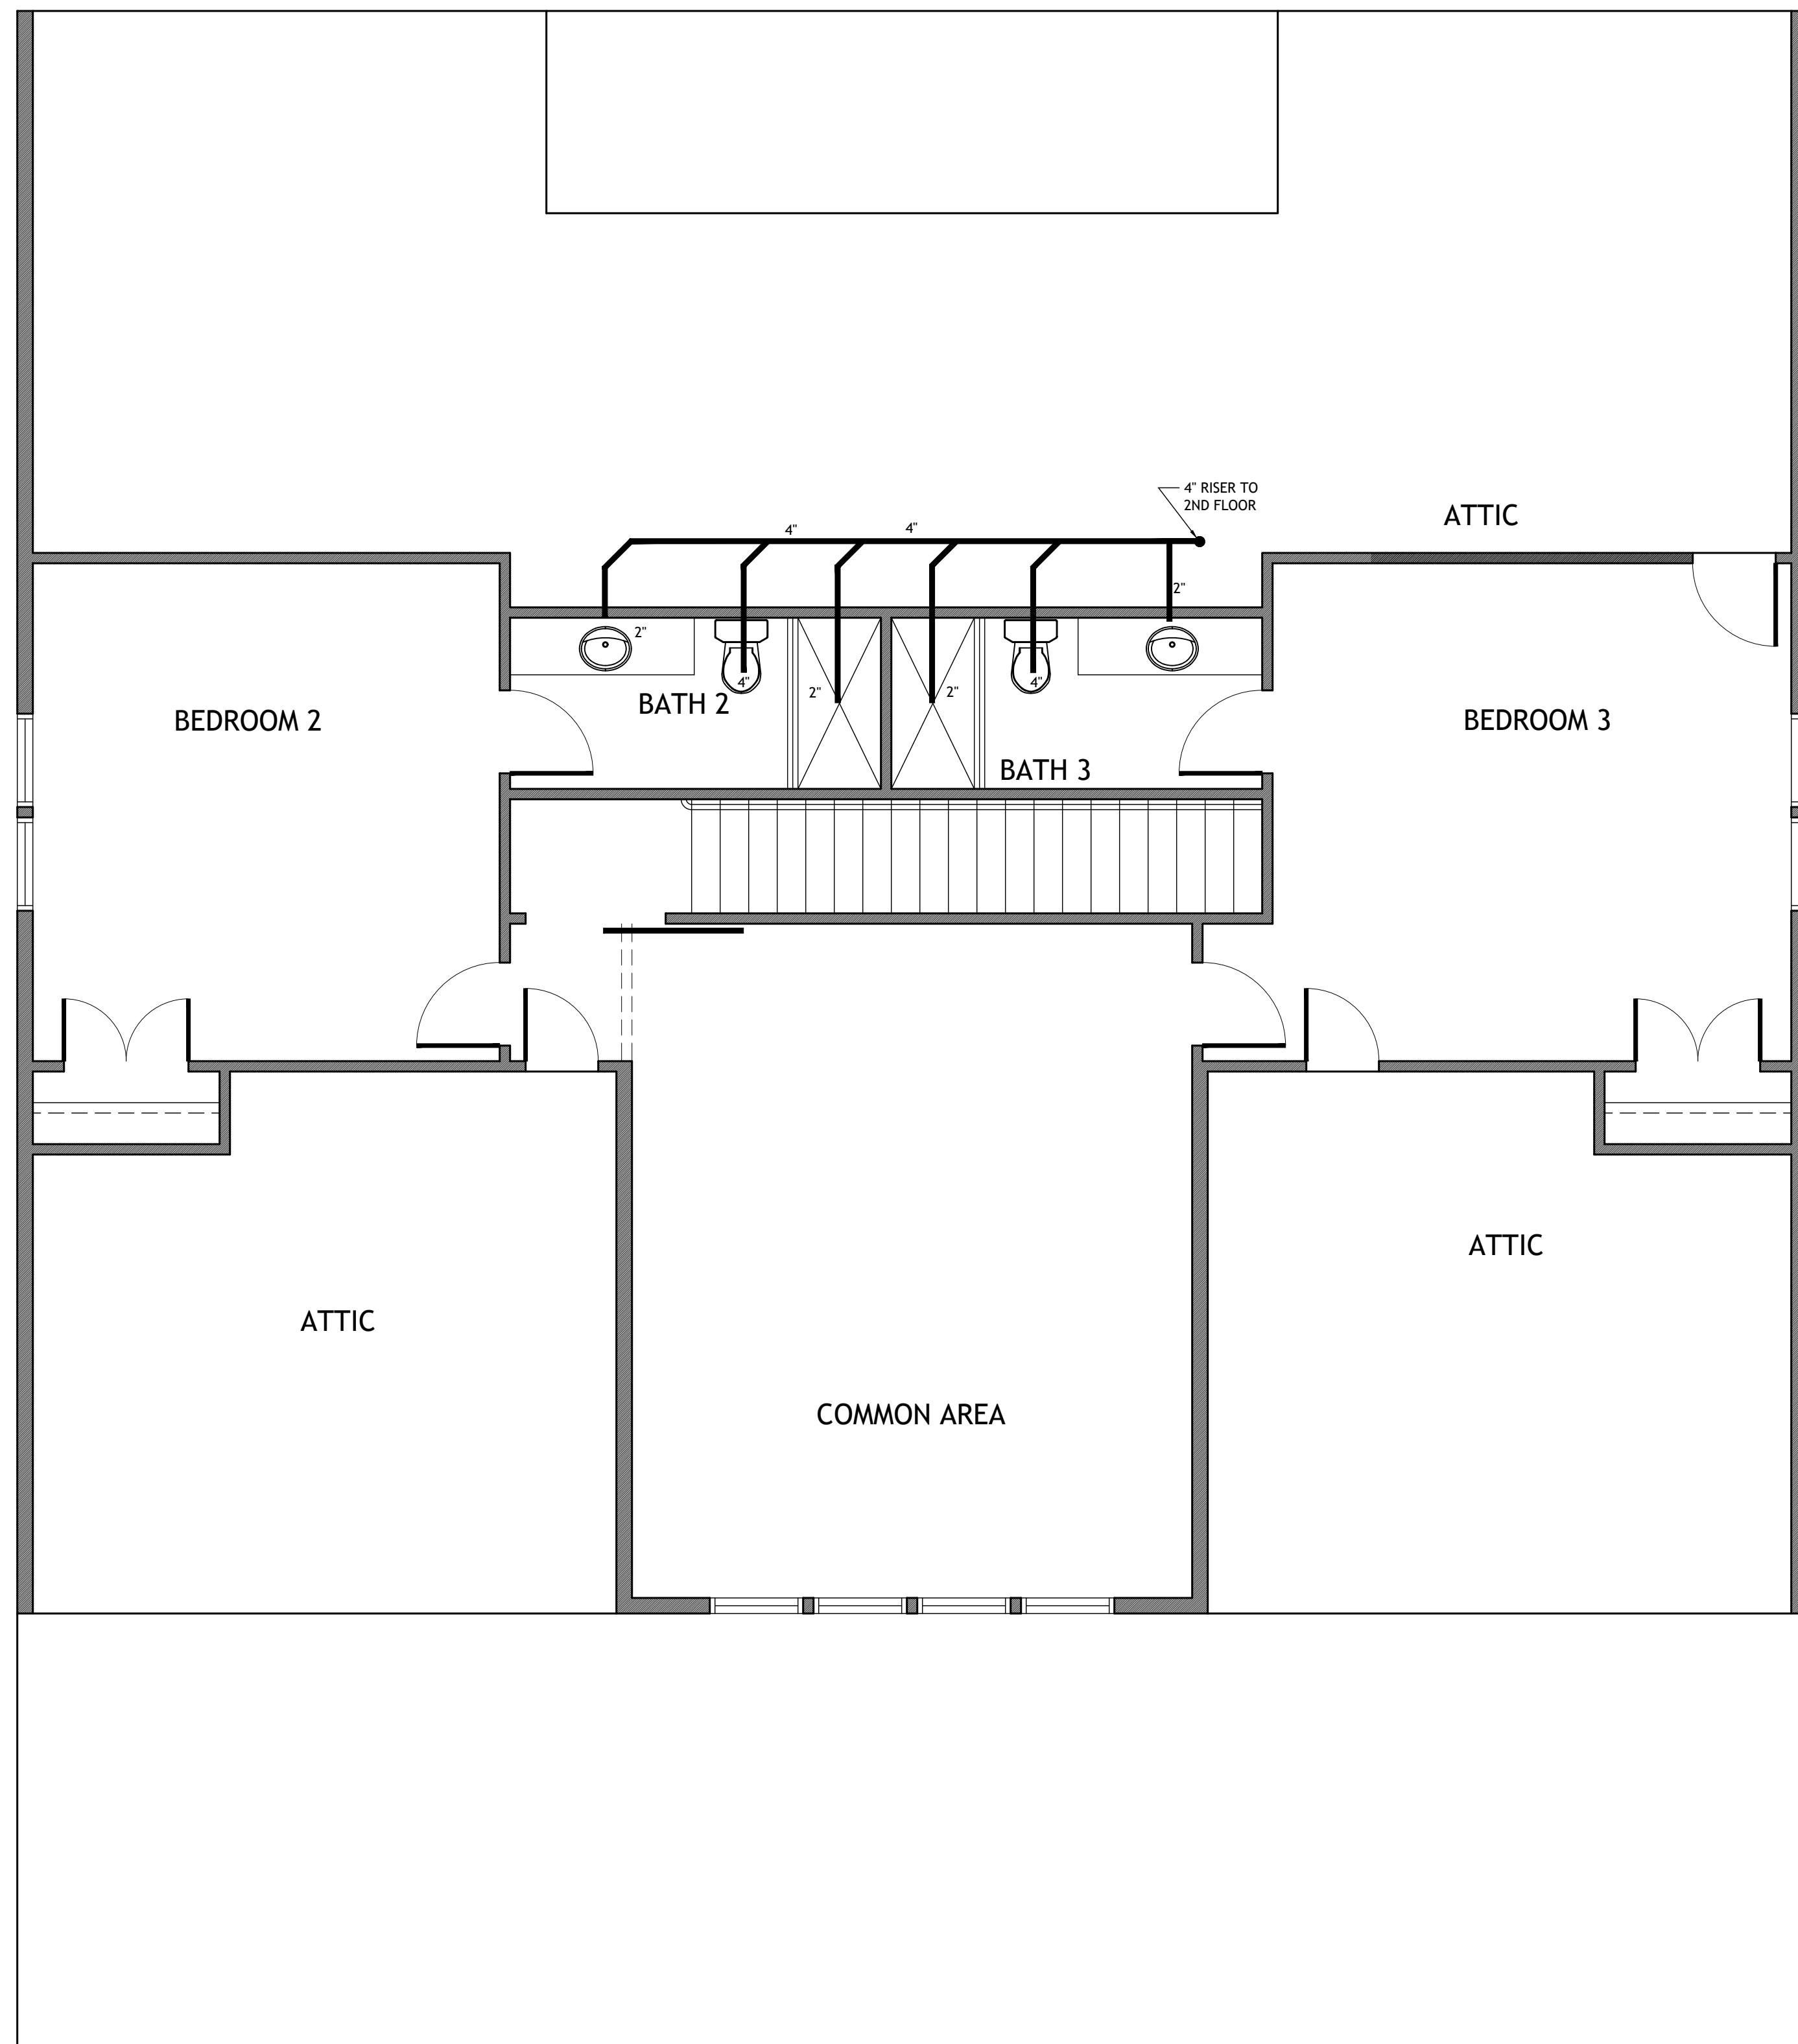 4" RISER TO
2ND FLOOR
ATTIC
4"
4"
2"
2"
4"
2"
2"
4"
BATH 2
BEDROOM 2
BEDROOM 3
BATH 3
ATTIC
ATTIC
COMMON AREA